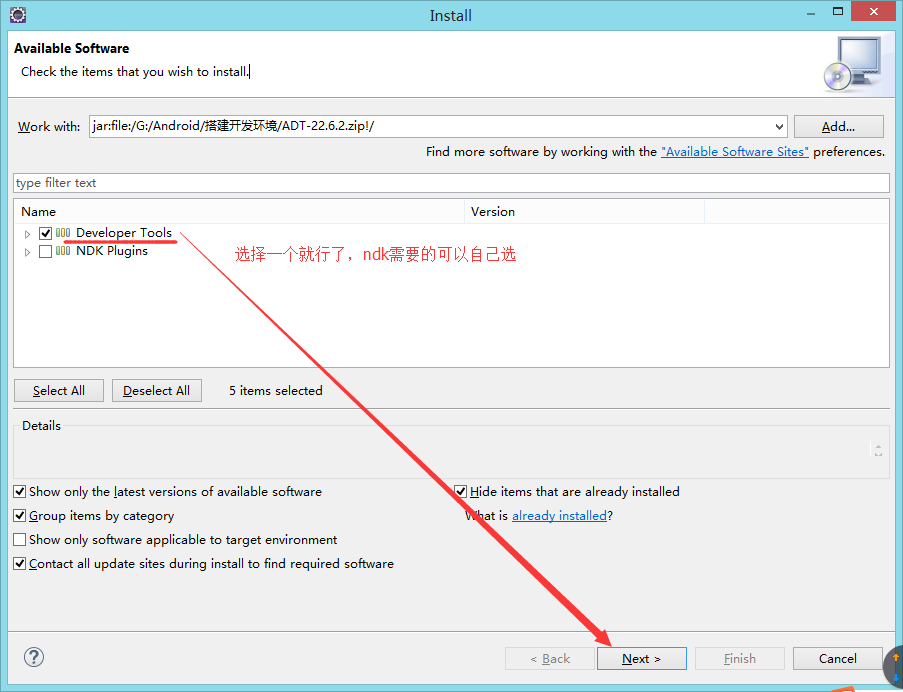 Install
Available Software
Check the items that you wish to install.
Work with: jar:file:/G:/Android/搭建开发环境/ADT-22.6.2.zip!/ Add...
Find more software by working with the "Available Software Sites" preferences.
type filter text
Name Version
Developer Tools
NDK Plugins
选择一个就行了，ndk需要的可以自己选
Select All Deselect All 5 items selected
Details
Show only the latest versions of available software Hide items that are already installed
Group items by category What is already installed?
Show only software applicable to target environment
Contact all update sites during install to find required software
? < Back Next > Finish Cancel